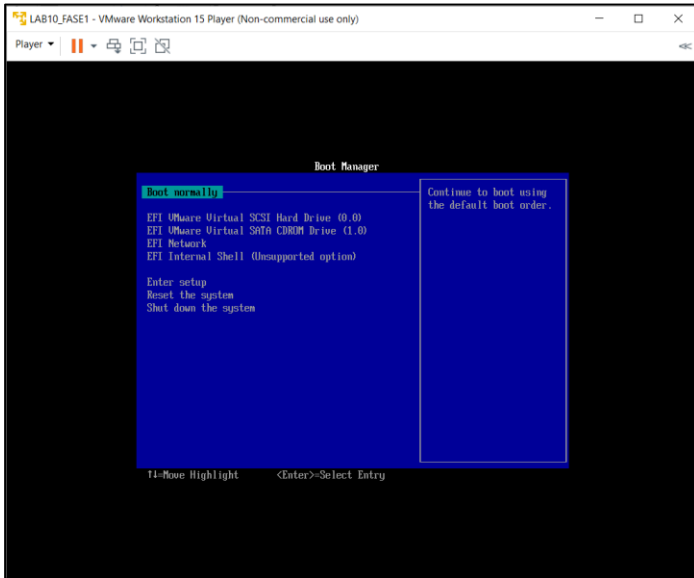 LAB10_FASE1 - VMware Workstation 15 Player (Non-commercial use only)
Player
Boot Manager
Boot normally
Continue to boot using
the default boot order.
EFI VMware Virtual SCSI Hard Drive (0.0)
EFI VMware Virtual SATA CDROM Drive (1.0)
EFI Network
EFI Internal Shell (Unsupported option)
Enter setup
Reset the system
Shut down the system
↑↓=Move Highlight <Enter>=Select Entry